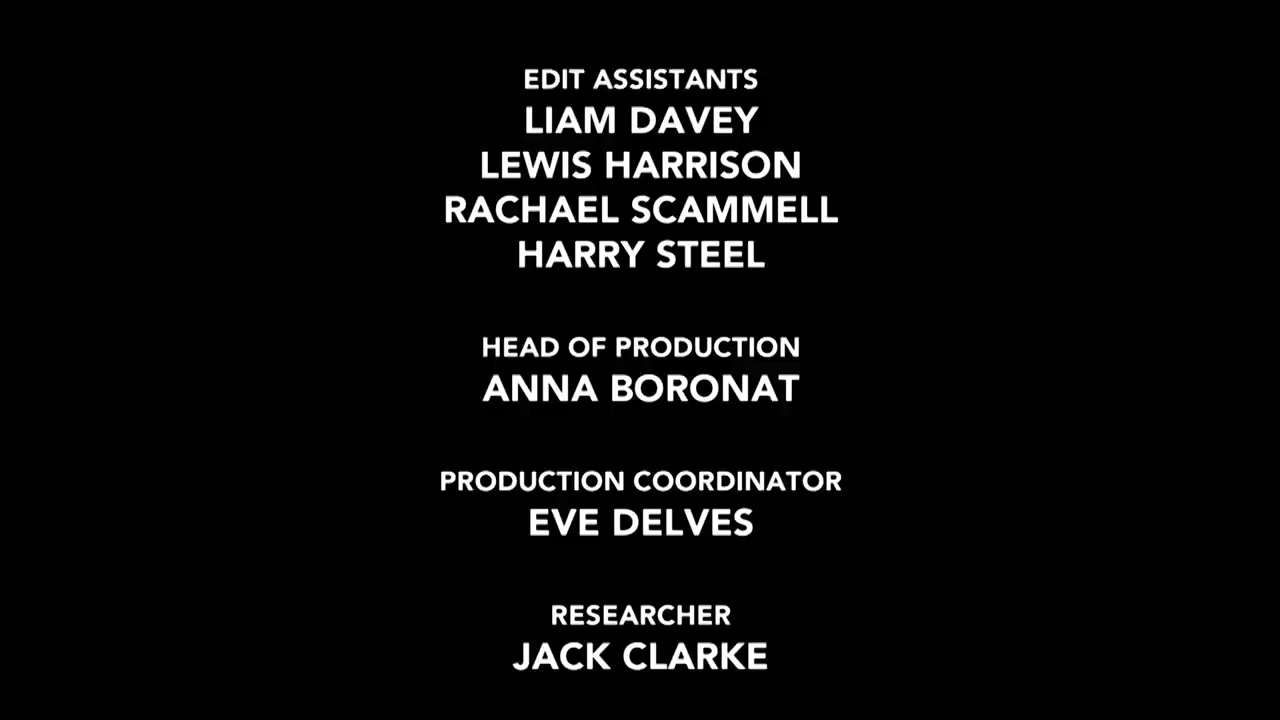 EDIT ASSISTANTS
LIAM DAVEY
LEWIS HARRISON
RACHAEL SCAMMELL
HARRY STEEL
HEAD OF PRODUCTION
ANNA BORONAT
PRODUCTION COORDINATOR
EVE DELVES
RESEARCHER
JACK CLARKE